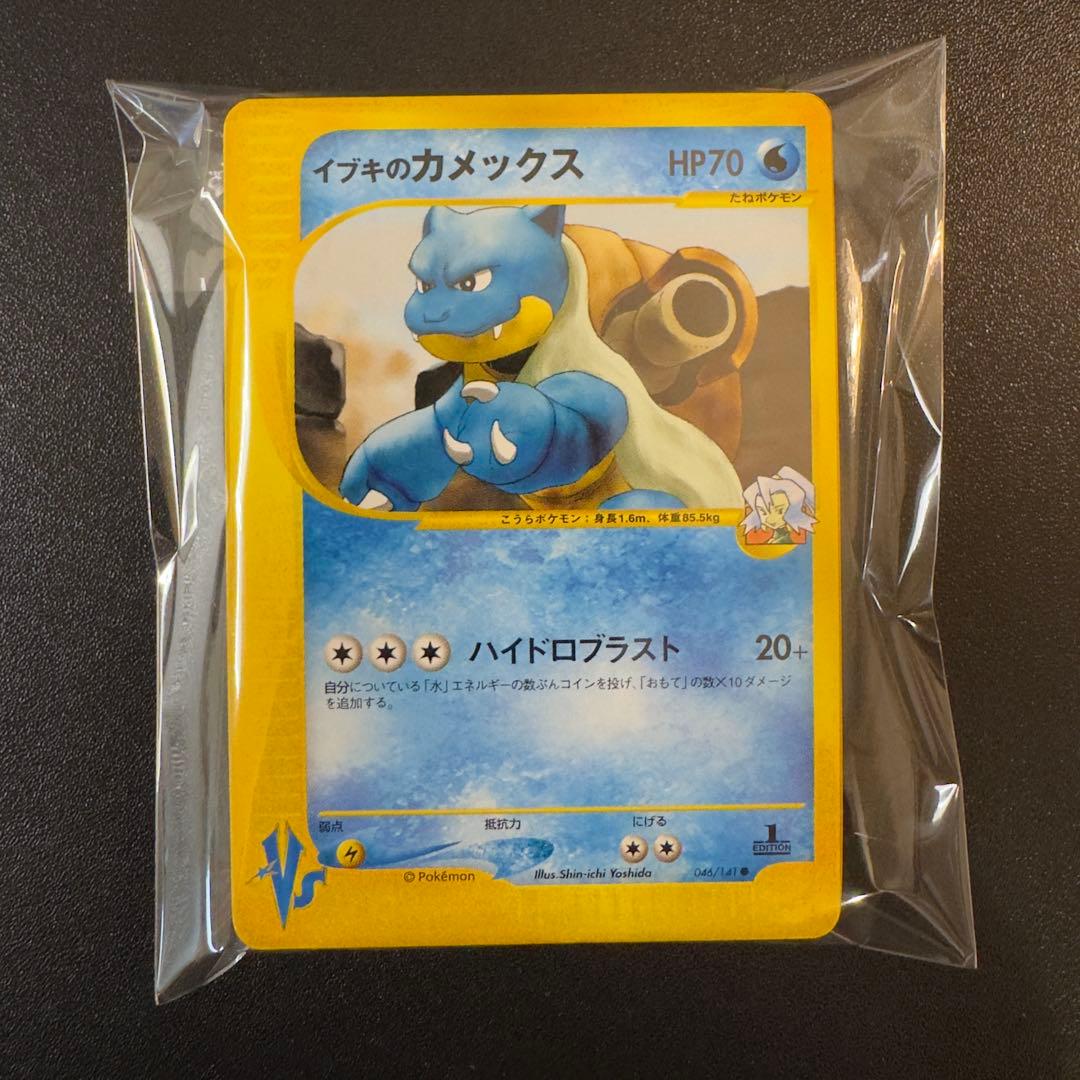 イブキのカメックス HP70
たねポケモン
こうらポケモン：身長1.6m、体重85.5kg
ハイドロブラスト 20+
自分についている「水」エネルギーの数ぶんコインを投げ、「おもて」の数×10ダメージ
を追加する。
弱点 抵抗力 にげる
1
EDITION
VS
©Pokémon Illus.Shin-ichi Yoshida 046/141●